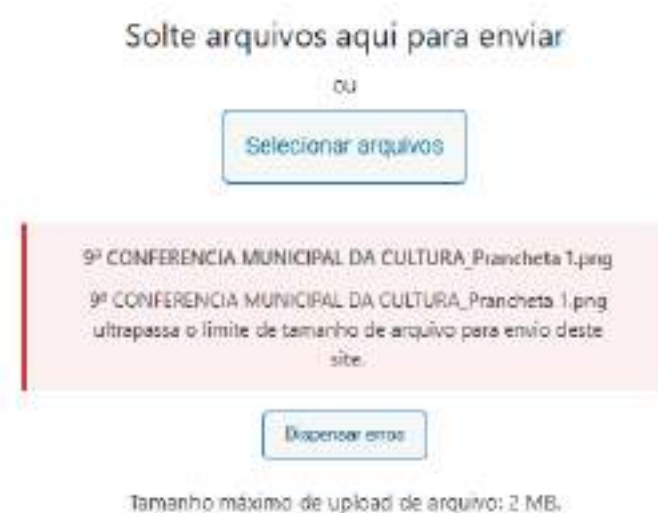 Solte arquivos aqui para enviar
ou
Selecionar arquivos
9ª CONFERENCIA MUNICIPAL DA CULTURA_Prancheta 1.png
9ª CONFERENCIA MUNICIPAL DA CULTURA_Prancheta 1.png
ultrapassa o limite de tamanho de arquivo para envio deste
site.
Dispensar erros
Tamanho máximo de upload de arquivo: 2 MB.